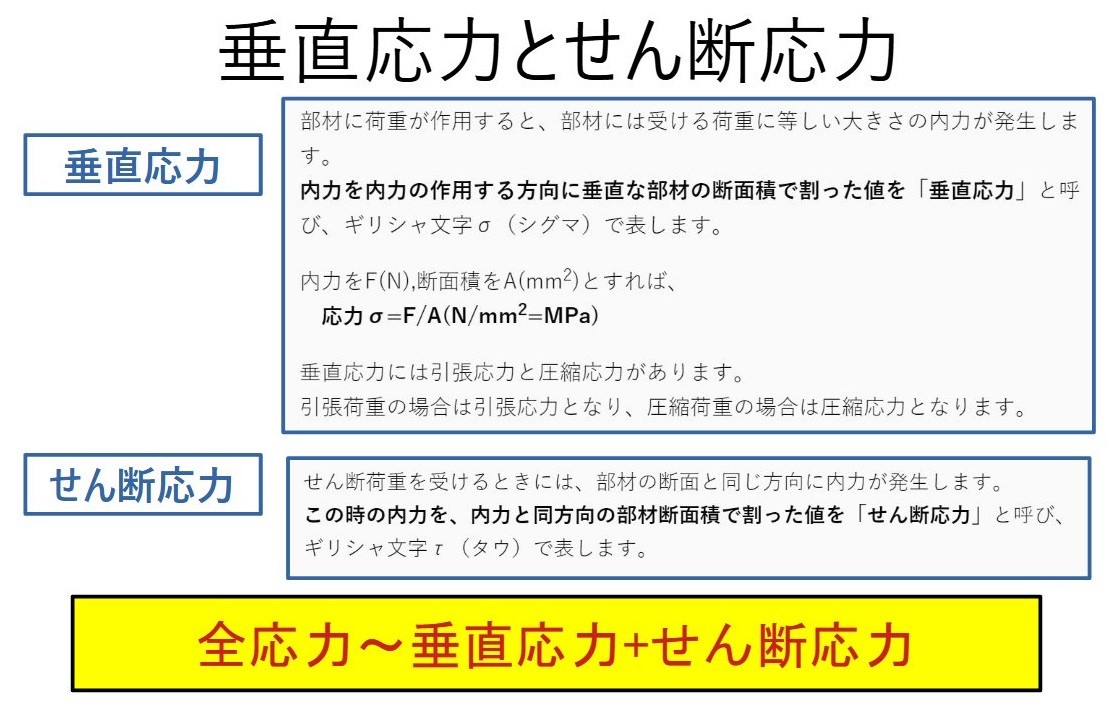 垂直応力とせん断応力
垂直応力
部材に荷重が作用すると、部材には受ける荷重に等しい大きさの内力が発生しま
す。
内力を内力の作用する方向に垂直な部材の断面積で割った値を「垂直応力」と呼
び、ギリシャ文字σ（シグマ）で表します。
内力をF(N),断面積をA(mm²)とすれば、
応力σ=F/A(N/mm²=MPa)
垂直応力には引張応力と圧縮応力があります。
引張荷重の場合は引張応力となり、圧縮荷重の場合は圧縮応力となります。
せん断応力
せん断荷重を受けるときには、部材の断面と同じ方向に内力が発生します。
この時の内力を、内力と同方向の部材断面積で割った値を「せん断応力」と呼び、
ギリシャ文字τ（タウ）で表します。
全応力～垂直応力+せん断応力